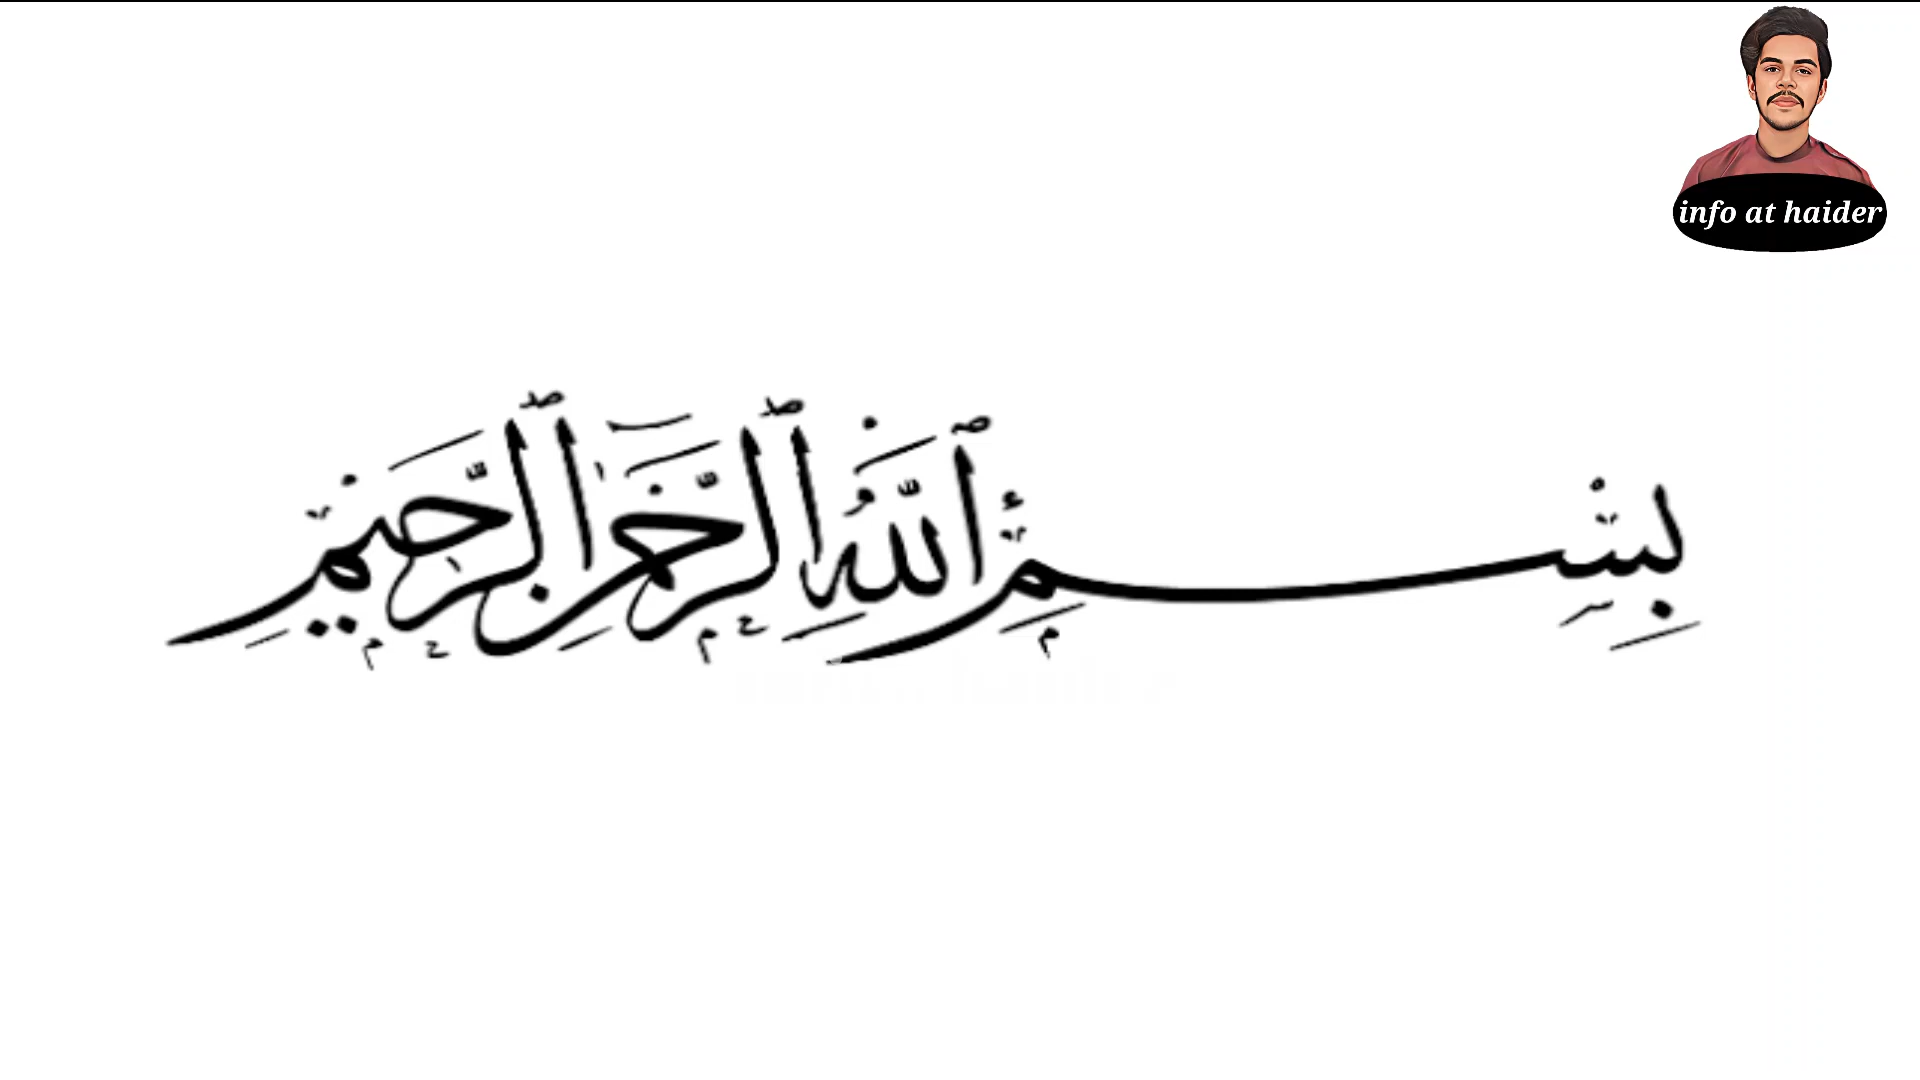 info at haider
بِسْمِ ٱللَّهِ ٱلرَّحْمَٰنِ ٱلرَّحِيمِ